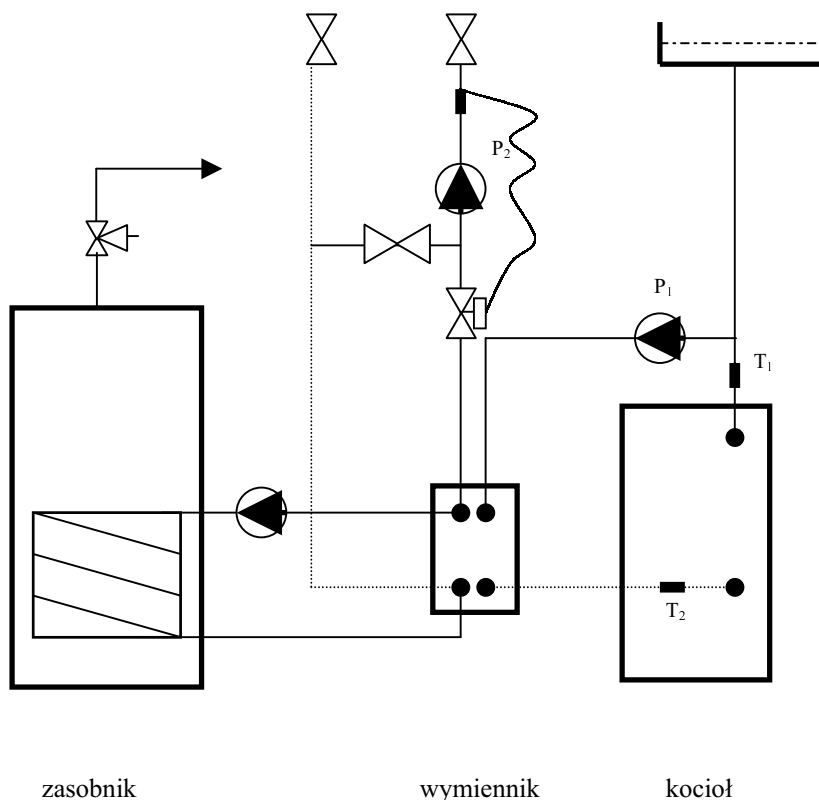 P₂
P₁
T₁
T₂
zasobnik wymiennik kocioł